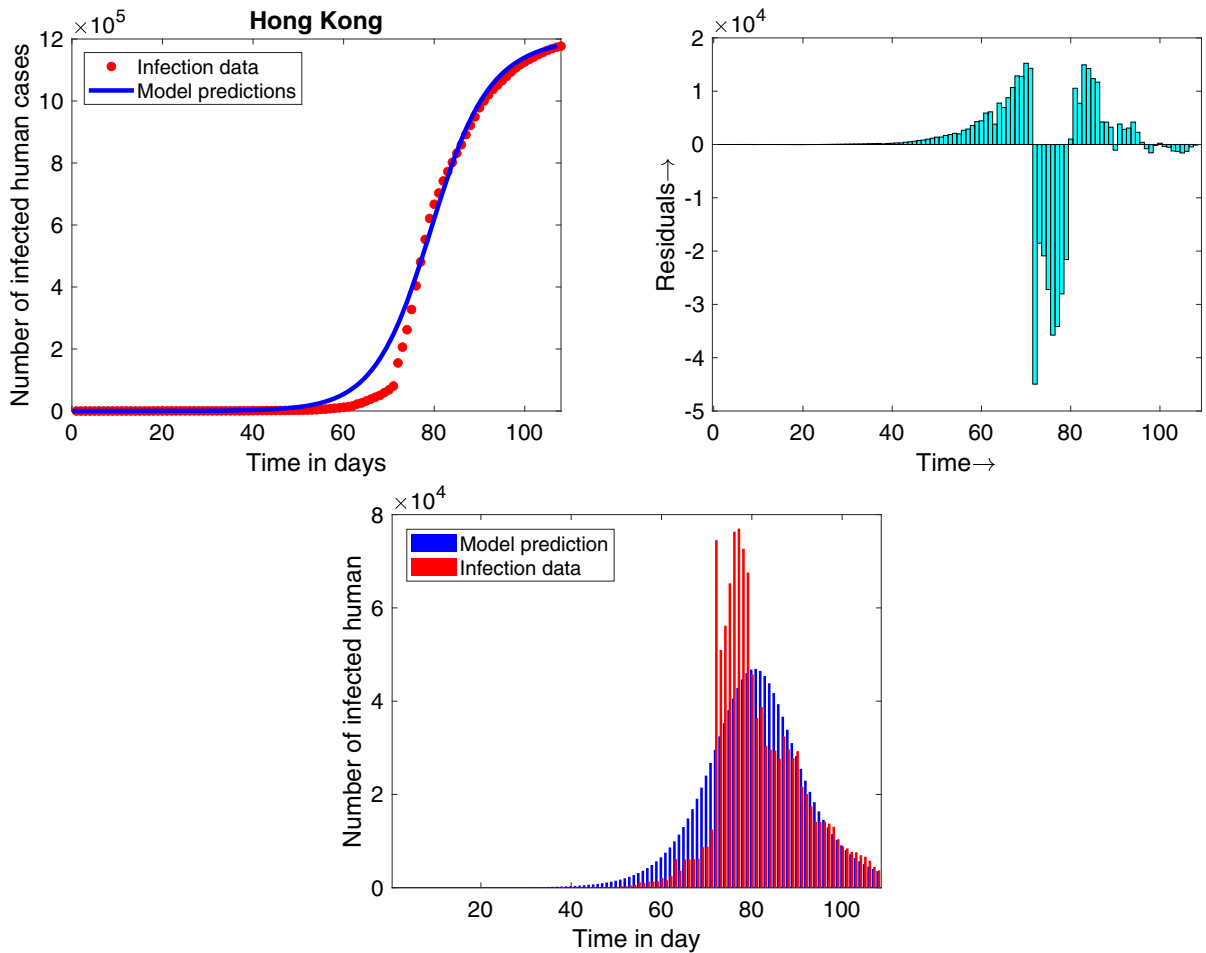 Hong Kong
×10^5
12
10
8
6
4
2
0
Number of infected human cases
Infection data
Model predictions
0 20 40 60 80 100
Time in days
×10^4
2
1
0
-1
-2
-3
-4
-5
Residuals→
0 20 40 60 80 100
Time→
×10^4
8
6
4
2
0
Number of infected human
Model prediction
Infection data
20 40 60 80 100
Time in day